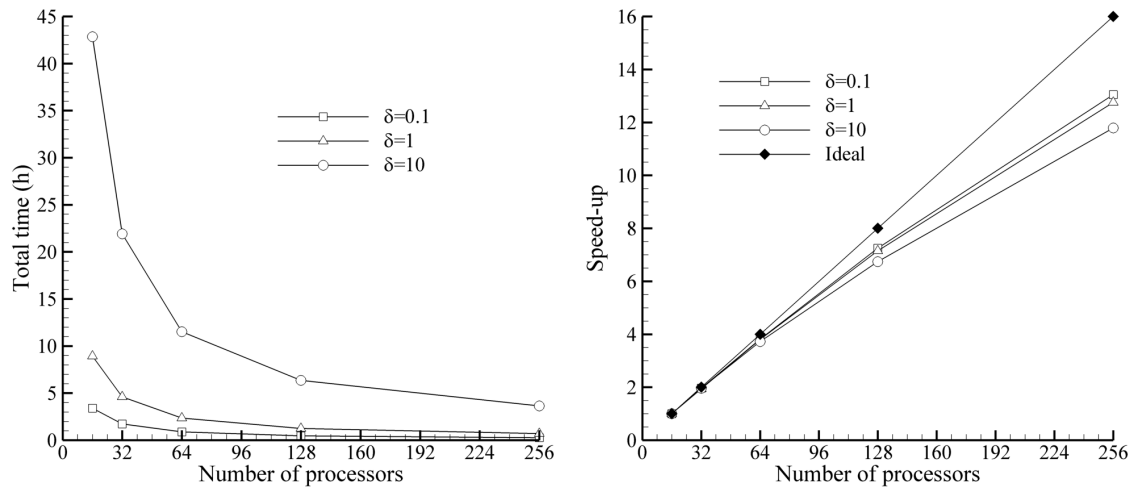 45
40
35
30
25
20
15
10
5
0
Total time (h)
δ=0.1
δ=1
δ=10
0 32 64 96 128 160 192 224 256
Number of processors
16
14
12
10
8
6
4
2
0
Speed-up
δ=0.1
δ=1
δ=10
Ideal
0 32 64 96 128 160 192 224 256
Number of processors